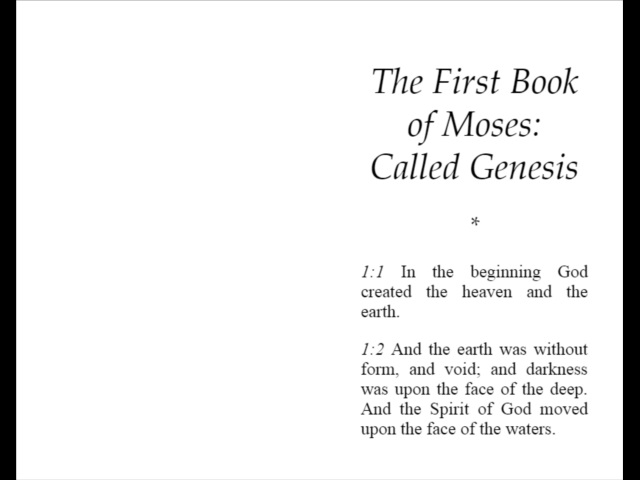 The First Book
of Moses:
Called Genesis
*
1:1 In the beginning God
created the heaven and the
earth.
1:2 And the earth was without
form, and void; and darkness
was upon the face of the deep.
And the Spirit of God moved
upon the face of the waters.